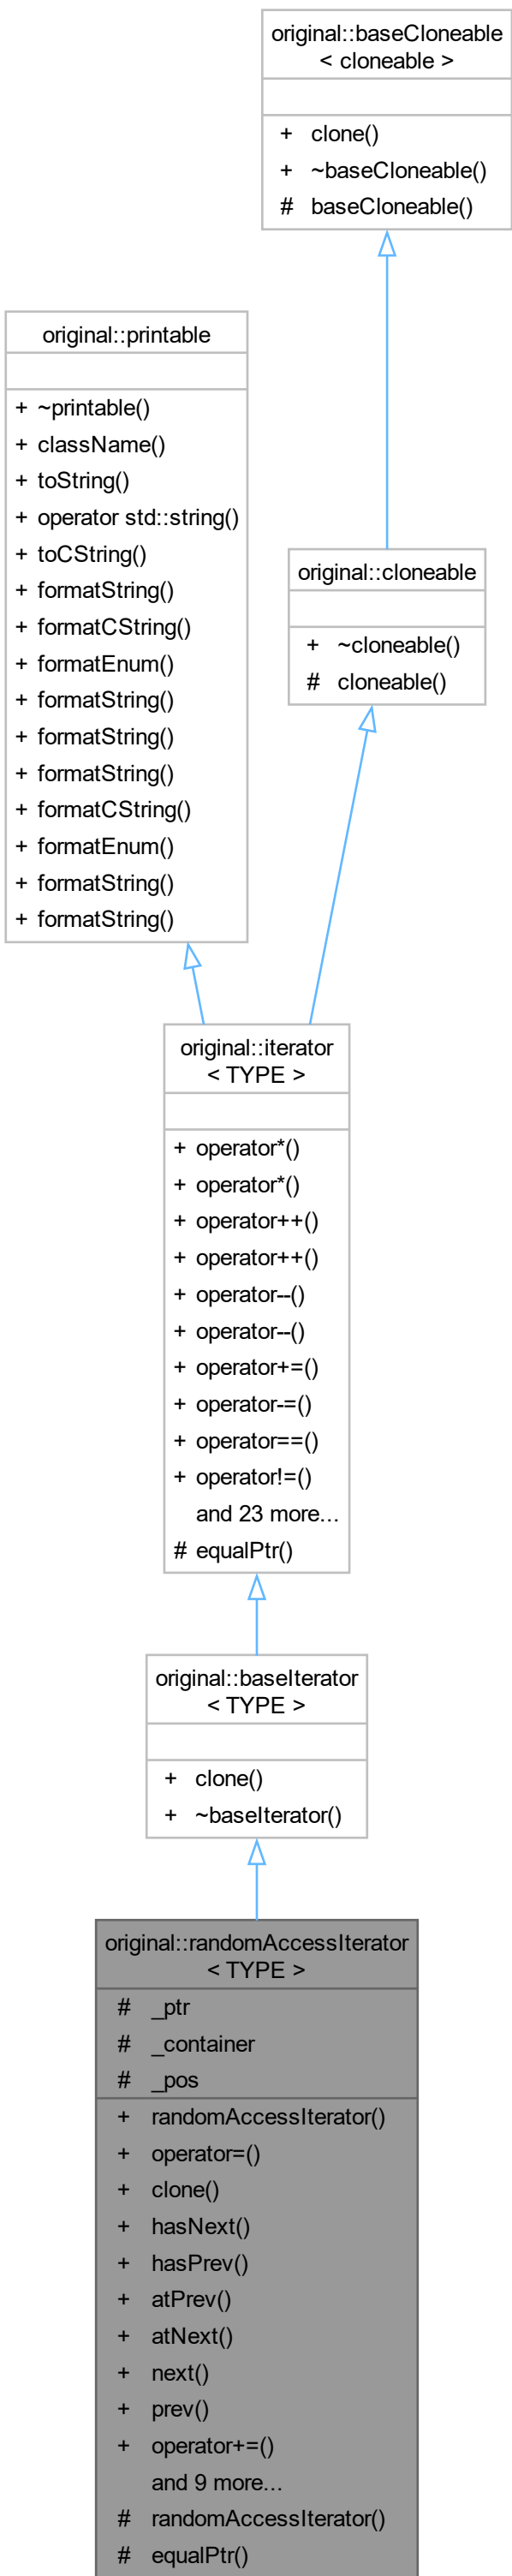 original::baseCloneable
< cloneable >
+ clone()
+ ~baseCloneable()
# baseCloneable()
original::printable
+ ~printable()
+ className()
+ toString()
+ operator std::string()
+ toCString()
+ formatString()
+ formatCString()
+ formatEnum()
+ formatString()
+ formatString()
+ formatString()
+ formatCString()
+ formatEnum()
+ formatString()
+ formatString()
original::cloneable
+ ~cloneable()
# cloneable()
original::iterator
< TYPE >
+ operator*()
+ operator*()
+ operator++()
+ operator++()
+ operator--()
+ operator--()
+ operator+=()
+ operator-=()
+ operator==()
+ operator!=()
and 23 more...
# equalPtr()
original::baseIterator
< TYPE >
+ clone()
+ ~baseIterator()
original::randomAccessIterator
< TYPE >
# _ptr
# _container
# _pos
+ randomAccessIterator()
+ operator=()
+ clone()
+ hasNext()
+ hasPrev()
+ atPrev()
+ atNext()
+ next()
+ prev()
+ operator+=()
and 9 more...
# randomAccessIterator()
# equalPtr()